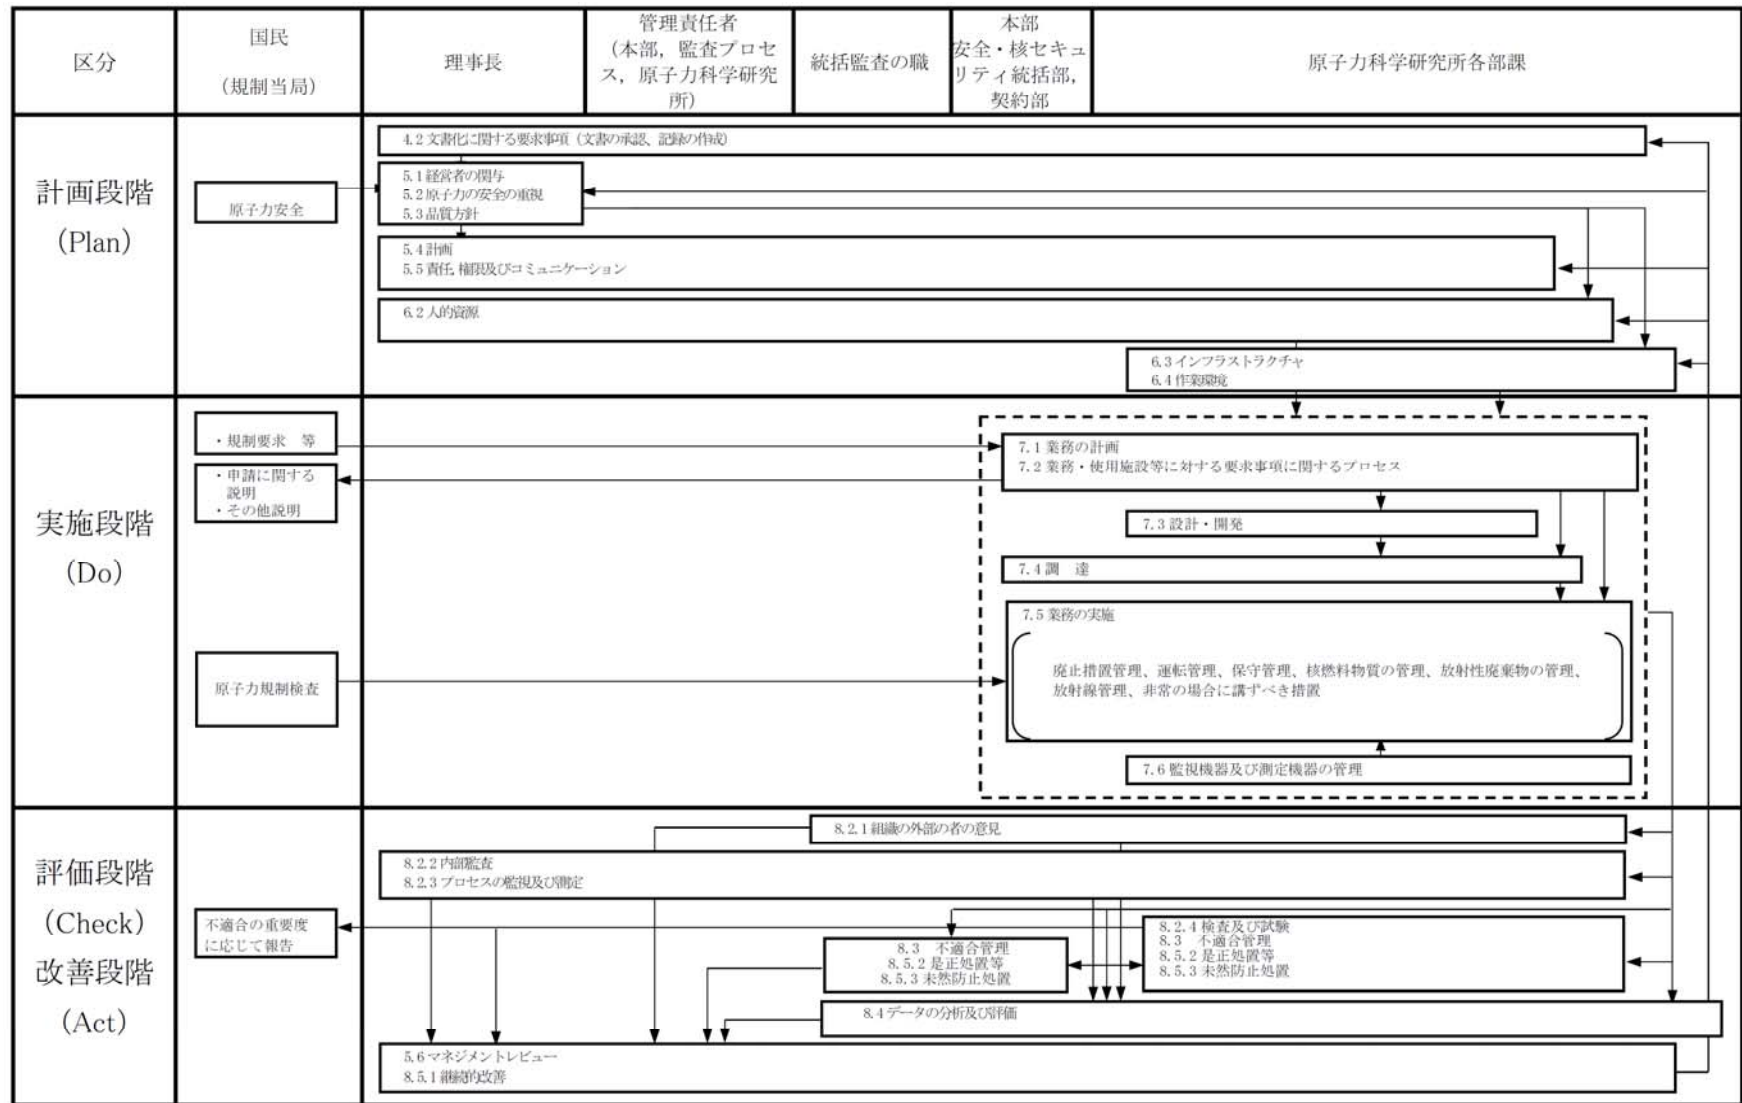 区分
国民
(規制当局)
理事長
管理責任者
(本部, 監査プロセ
ス, 原子力科学研究
所)
統括監査の職
本部
安全・核セキュ
リティ統括部,
契約部
原子力科学研究所各部課
計画段階
(Plan)
原子力安全
4.2 文書化に関する要求事項 (文書の承認、記録の作成)
5.1 経営者の関与
5.2 原子力の安全の重視
5.3 品質方針
5.4 計画
5.5 責任, 権限及びコミュニケーション
6.2 人的資源
6.3 インフラストラクチャ
6.4 作業環境
実施段階
(Do)
・規制要求　等
・申請に関する
説明
・その他説明
原子力規制検査
7.1 業務の計画
7.2 業務・使用施設等に対する要求事項に関するプロセス
7.3 設計・開発
7.4 調　達
7.5 業務の実施
廃止措置管理、運転管理、保守管理、核燃料物質の管理、放射性廃棄物の管理、
放射線管理、非常の場合に講ずべき措置
7.6 監視機器及び測定機器の管理
評価段階
(Check)
改善段階
(Act)
不適合の重要度
に応じて報告
8.2.1 組織の外部の者の意見
8.2.2 内部監査
8.2.3 プロセスの監視及び測定
8.3　不適合管理
8.5.2 是正処置等
8.5.3 未然防止処置
8.2.4 検査及び試験
8.3　不適合管理
8.5.2 是正処置等
8.5.3 未然防止処置
8.4 データの分析及び評価
5.6 マネジメントレビュー
8.5.1 継続的改善